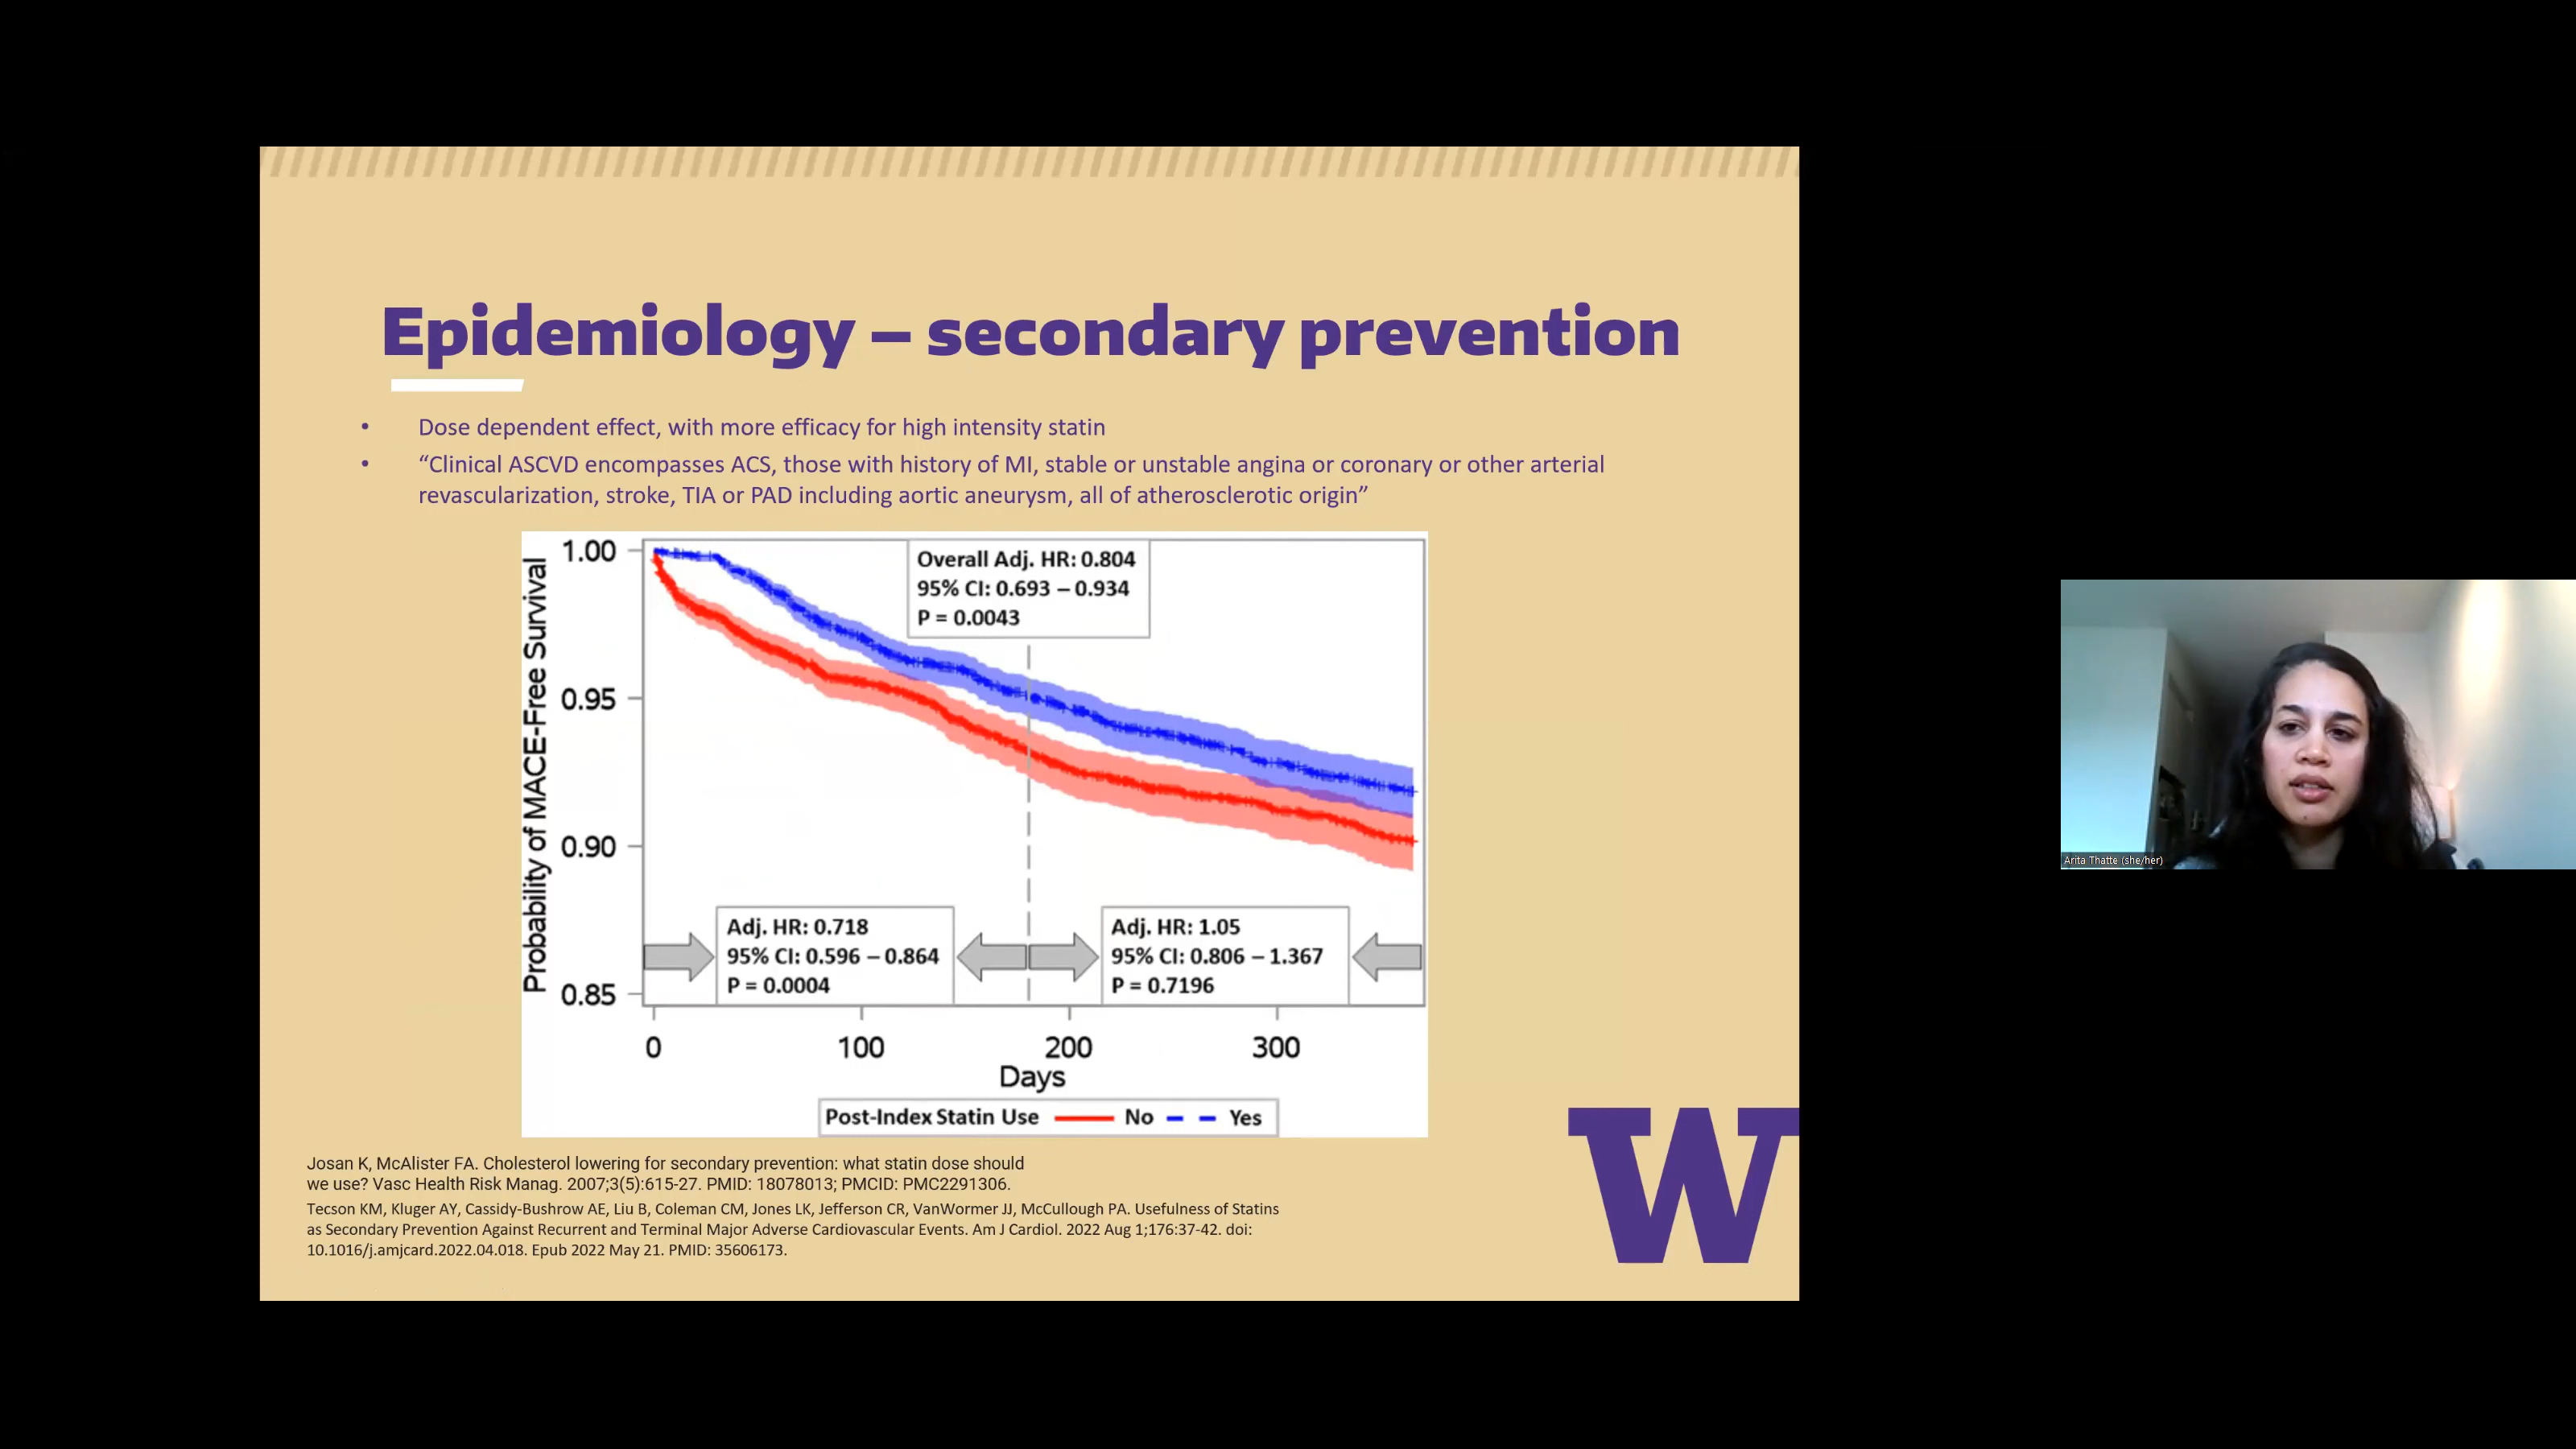 Epidemiology – secondary prevention
• Dose dependent effect, with more efficacy for high intensity statin
• “Clinical ASCVD encompasses ACS, those with history of MI, stable or unstable angina or coronary or other arterial
revascularization, stroke, TIA or PAD including aortic aneurysm, all of atherosclerotic origin”
Probability of MACE-Free Survival
1.00
0.95
0.90
0.85
Overall Adj. HR: 0.804
95% CI: 0.693 – 0.934
P = 0.0043
Adj. HR: 0.718
95% CI: 0.596 – 0.864
P = 0.0004
Adj. HR: 1.05
95% CI: 0.806 – 1.367
P = 0.7196
0 100 200 300
Days
Post-Index Statin Use No Yes
Josan K, McAlister FA. Cholesterol lowering for secondary prevention: what statin dose should
we use? Vasc Health Risk Manag. 2007;3(5):615-27. PMID: 18078013; PMCID: PMC2291306.
Tecson KM, Kluger AY, Cassidy-Bushrow AE, Liu B, Coleman CM, Jones LK, Jefferson CR, VanWormer JJ, McCullough PA. Usefulness of Statins
as Secondary Prevention Against Recurrent and Terminal Major Adverse Cardiovascular Events. Am J Cardiol. 2022 Aug 1;176:37-42. doi:
10.1016/j.amjcard.2022.04.018. Epub 2022 May 21. PMID: 35606173.
W
Arita Thatte (she/her)